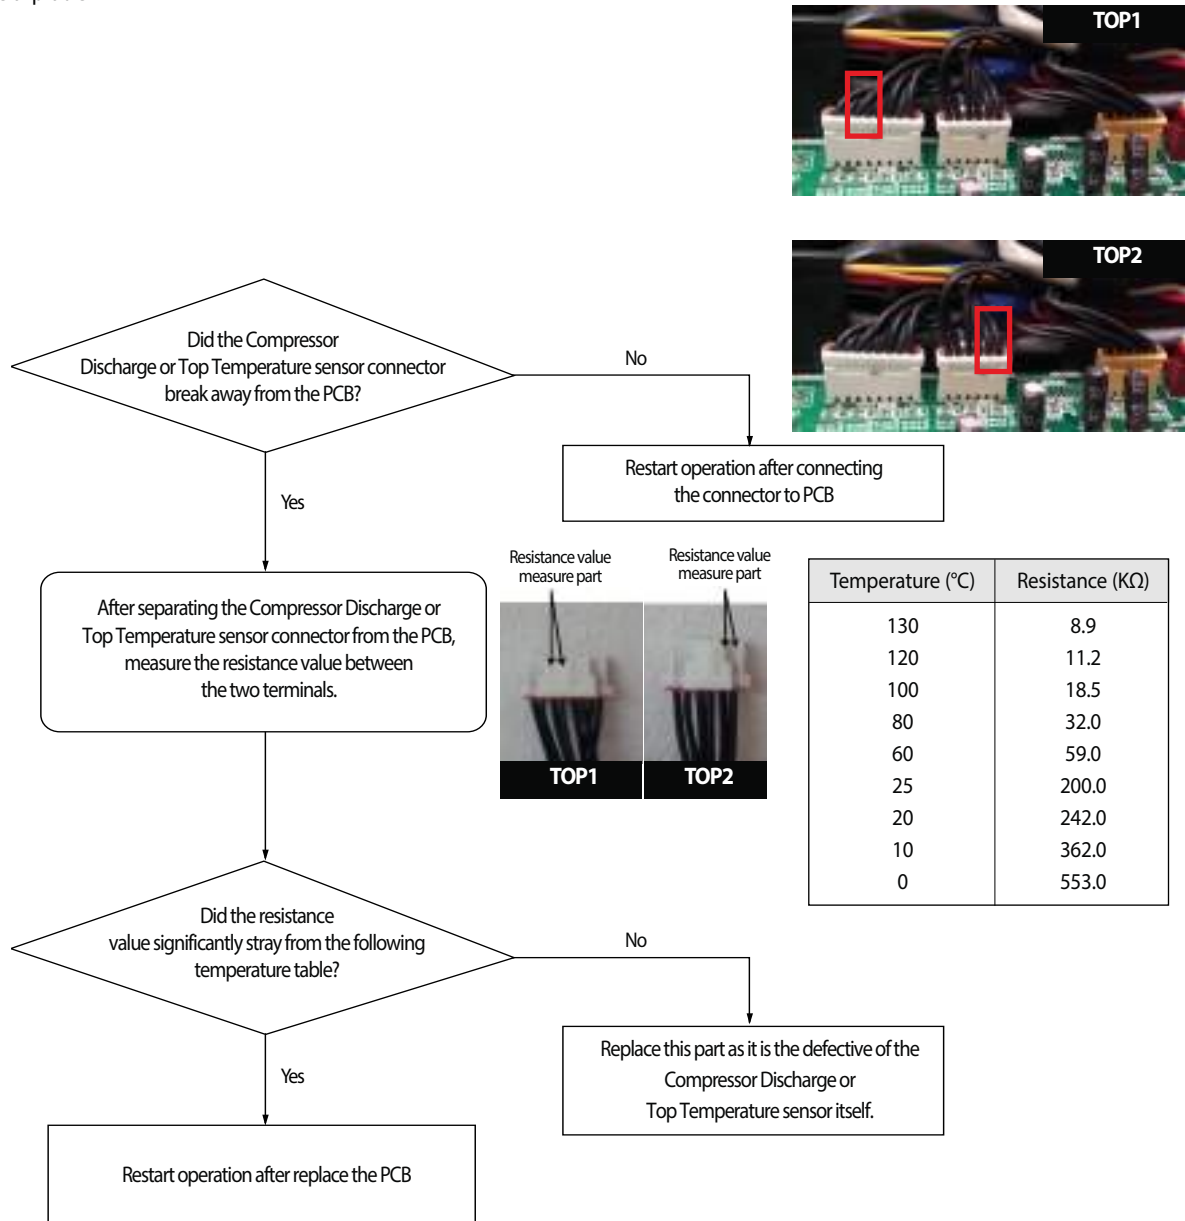 TOP1
TOP2
Did the Compressor
Discharge or Top Temperature sensor connector
break away from the PCB?
No
Restart operation after connecting
the connector to PCB
Yes
After separating the Compressor Discharge or
Top Temperature sensor connector from the PCB,
measure the resistance value between
the two terminals.
Resistance value
measure part
Resistance value
measure part
TOP1
TOP2
Temperature (°C) Resistance (KΩ)
130 8.9
120 11.2
100 18.5
80 32.0
60 59.0
25 200.0
20 242.0
10 362.0
0 553.0
Did the resistance
value significantly stray from the following
temperature table?
No
Replace this part as it is the defective of the
Compressor Discharge or
Top Temperature sensor itself.
Yes
Restart operation after replace the PCB